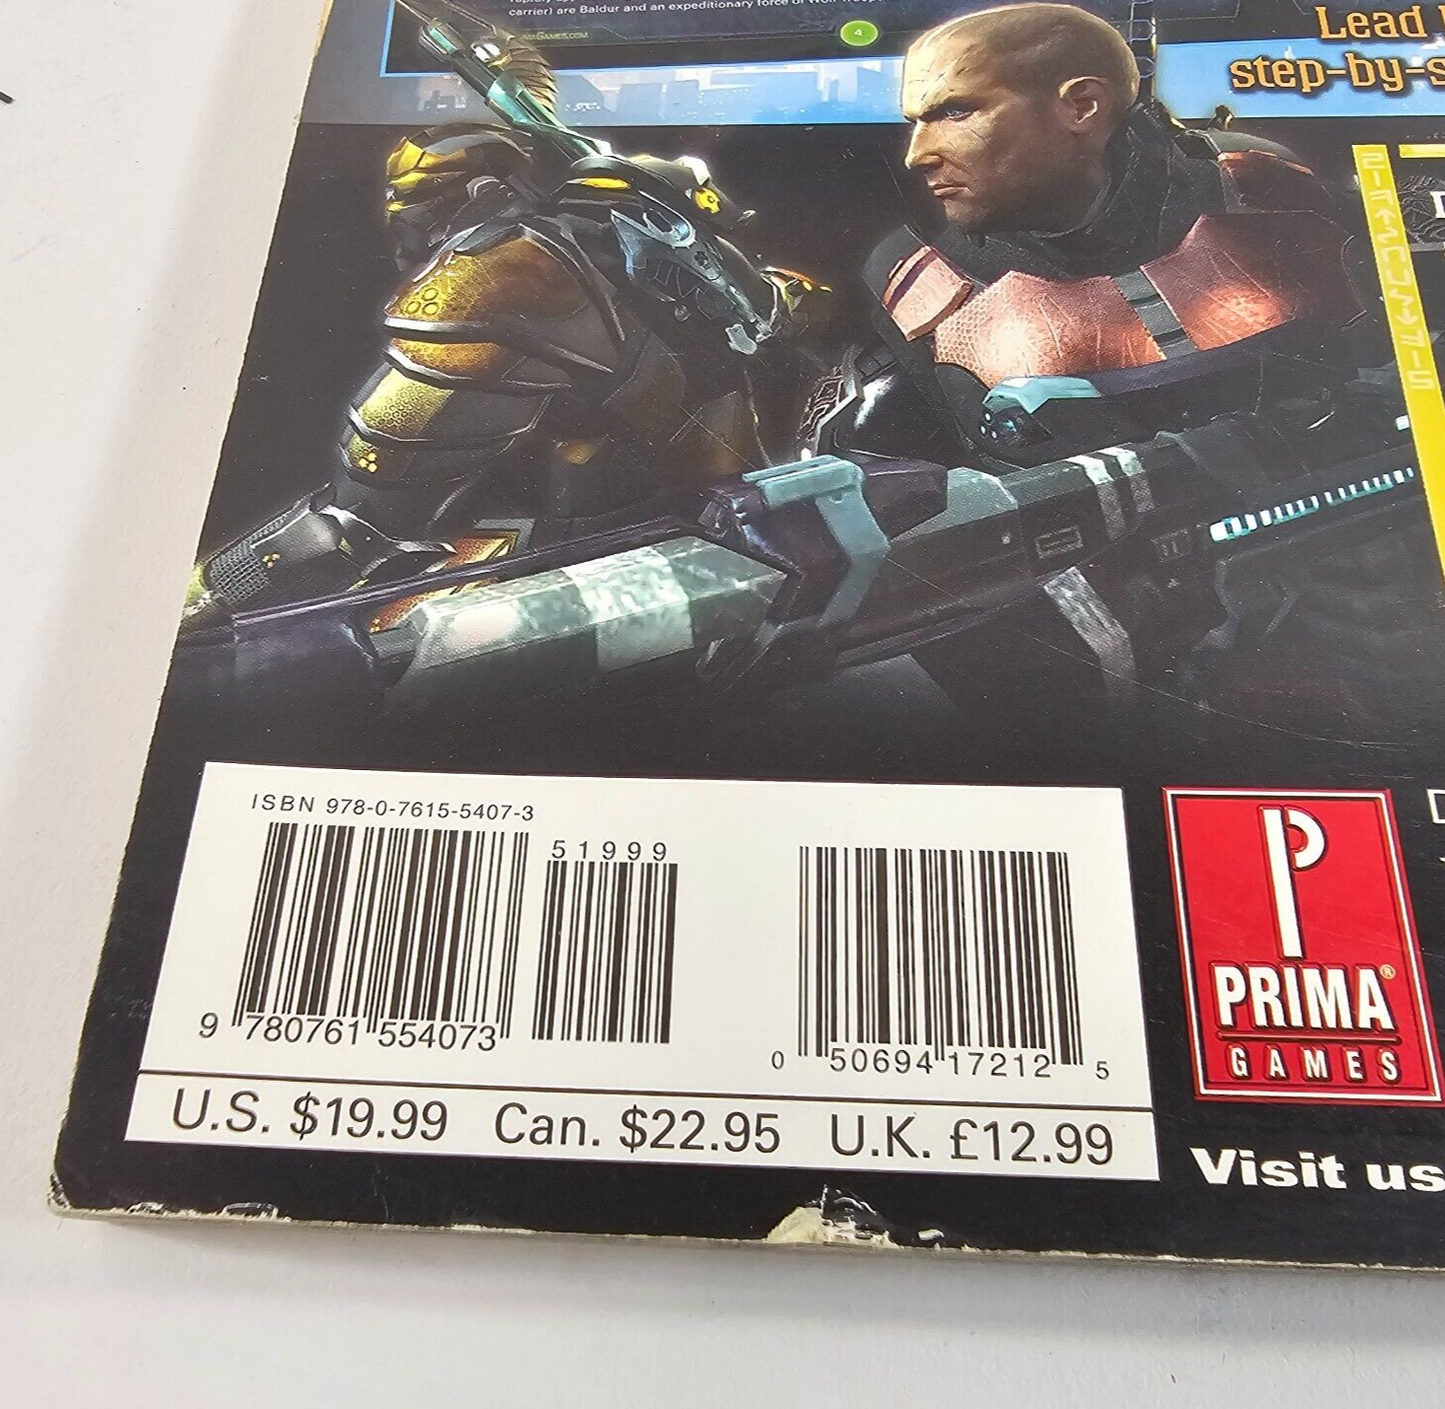 carrier) are Baldur and an expeditionary force of
4
Lead
step-by-s
ISBN 978-0-7615-5407-3
51999
9 780761 554073
0 50694 17212 5
U.S. $19.99 Can. $22.95 U.K. £12.99
P
PRIMA®
GAMES
Visit us